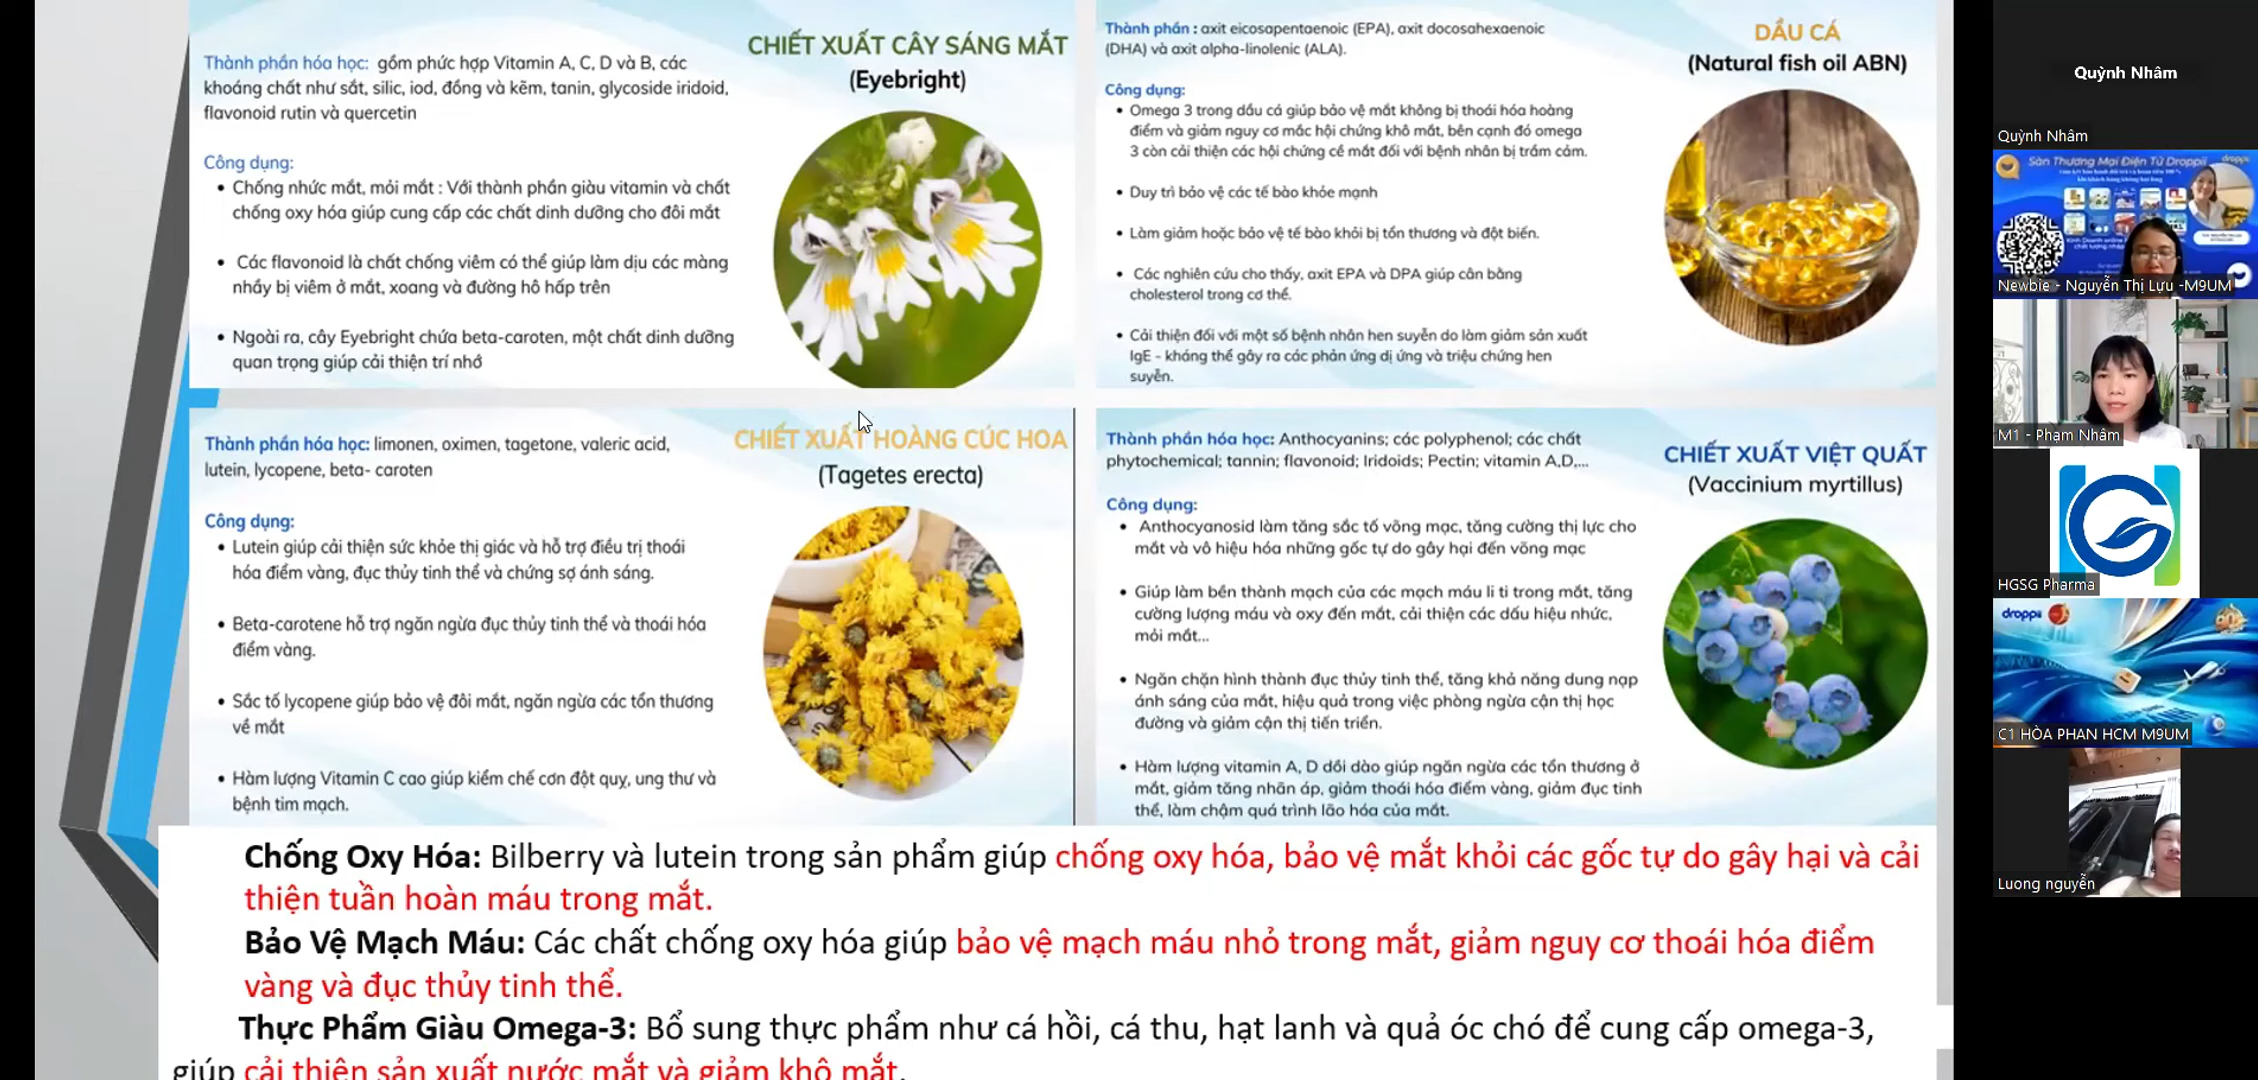 Thành phần hóa học: gồm phức hợp Vitamin A, C, D và B, các
khoáng chất như sắt, silic, iod, đồng và kẽm, tanin, glycoside iridoid,
flavonoid rutin và quercetin
Công dụng:
• Chống nhức mắt, mỏi mắt : Với thành phần giàu vitamin và chất
chống oxy hóa giúp cung cấp các chất dinh dưỡng cho đôi mắt
• Các flavonoid là chất chống viêm có thể giúp làm dịu các màng
nhầy bị viêm ở mắt, xoang và đường hô hấp trên
• Ngoài ra, cây Eyebright chứa beta-caroten, một chất dinh dưỡng
quan trọng giúp cải thiện trí nhớ
CHIẾT XUẤT CÂY SÁNG MẮT
(Eyebright)
Thành phần : axit eicosapentaenoic (EPA), axit docosahexaenoic
(DHA) và axit alpha-linolenic (ALA).
Công dụng:
• Omega 3 trong dầu cá giúp bảo vệ mắt không bị thoái hóa hoàng
điểm và giảm nguy cơ mắc hội chứng khô mắt, bên cạnh đó omega
3 còn cải thiện các hội chứng cề mắt đối với bệnh nhân bị trầm cảm.
• Duy trì bảo vệ các tế bào khỏe mạnh
• Làm giảm hoặc bảo vệ tế bào khỏi bị tổn thương và đột biến.
• Các nghiên cứu cho thấy, axit EPA và DPA giúp cân bằng
cholesterol trong cơ thể.
• Cải thiện đối với một số bệnh nhân hen suyễn do làm giảm sản xuất
IgE - kháng thể gây ra các phản ứng dị ứng và triệu chứng hen
suyễn.
DẦU CÁ
(Natural fish oil ABN)
Thành phần hóa học: limonen, oximen, tagetone, valeric acid,
lutein, lycopene, beta- caroten
Công dụng:
• Lutein giúp cải thiện sức khỏe thị giác và hỗ trợ điều trị thoái
hóa điểm vàng, đục thủy tinh thể và chứng sợ ánh sáng.
• Beta-carotene hỗ trợ ngăn ngừa đục thủy tinh thể và thoái hóa
điểm vàng.
• Sắc tố lycopene giúp bảo vệ đôi mắt, ngăn ngừa các tổn thương
về mắt
• Hàm lượng Vitamin C cao giúp kiểm chế cơn đột quỵ, ung thư và
bệnh tim mạch.
CHIẾT XUẤT HOÀNG CÚC HOA
(Tagetes erecta)
Thành phần hóa học: Anthocyanins; các polyphenol; các chất
phytochemical; tannin; flavonoid; Iridoids; Pectin; vitamin A,D,...
Công dụng:
• Anthocyanosid làm tăng sắc tố võng mạc, tăng cường thị lực cho
mắt và vô hiệu hóa những gốc tự do gây hại đến võng mạc
• Giúp làm bền thành mạch của các mạch máu li ti trong mắt, tăng
cường lượng máu và oxy đến mắt, cải thiện các dấu hiệu nhức,
mỏi mắt...
• Ngăn chặn hình thành đục thủy tinh thể, tăng khả năng dung nạp
ánh sáng của mắt, hiệu quả trong việc phòng ngừa cận thị học
đường và giảm cận thị tiến triển.
• Hàm lượng vitamin A, D dồi dào giúp ngăn ngừa các tổn thương ở
mắt, giảm tăng nhãn áp, giảm thoái hóa điểm vàng, giảm đục tinh
thể, làm chậm quá trình lão hóa của mắt.
CHIẾT XUẤT VIỆT QUẤT
(Vaccinium myrtillus)
Chống Oxy Hóa: Bilberry và lutein trong sản phẩm giúp chống oxy hóa, bảo vệ mắt khỏi các gốc tự do gây hại và cải
thiện tuần hoàn máu trong mắt.
Bảo Vệ Mạch Máu: Các chất chống oxy hóa giúp bảo vệ mạch máu nhỏ trong mắt, giảm nguy cơ thoái hóa điểm
vàng và đục thủy tinh thể.
Thực Phẩm Giàu Omega-3: Bổ sung thực phẩm như cá hồi, cá thu, hạt lanh và quả óc chó để cung cấp omega-3,
giúp cải thiện sản xuất nước mắt và giảm khô mắt.
Quỳnh Nhâm
Quỳnh Nhâm
Sàn Thương Mại Điện Tử Droppii
droppii
Newbie - Nguyễn Thị Lựu -M9UM
M1 - Phạm Nhâm
HGSG Pharma
droppii
C1 HÒA PHAN HCM M9UM
Luong nguyễn